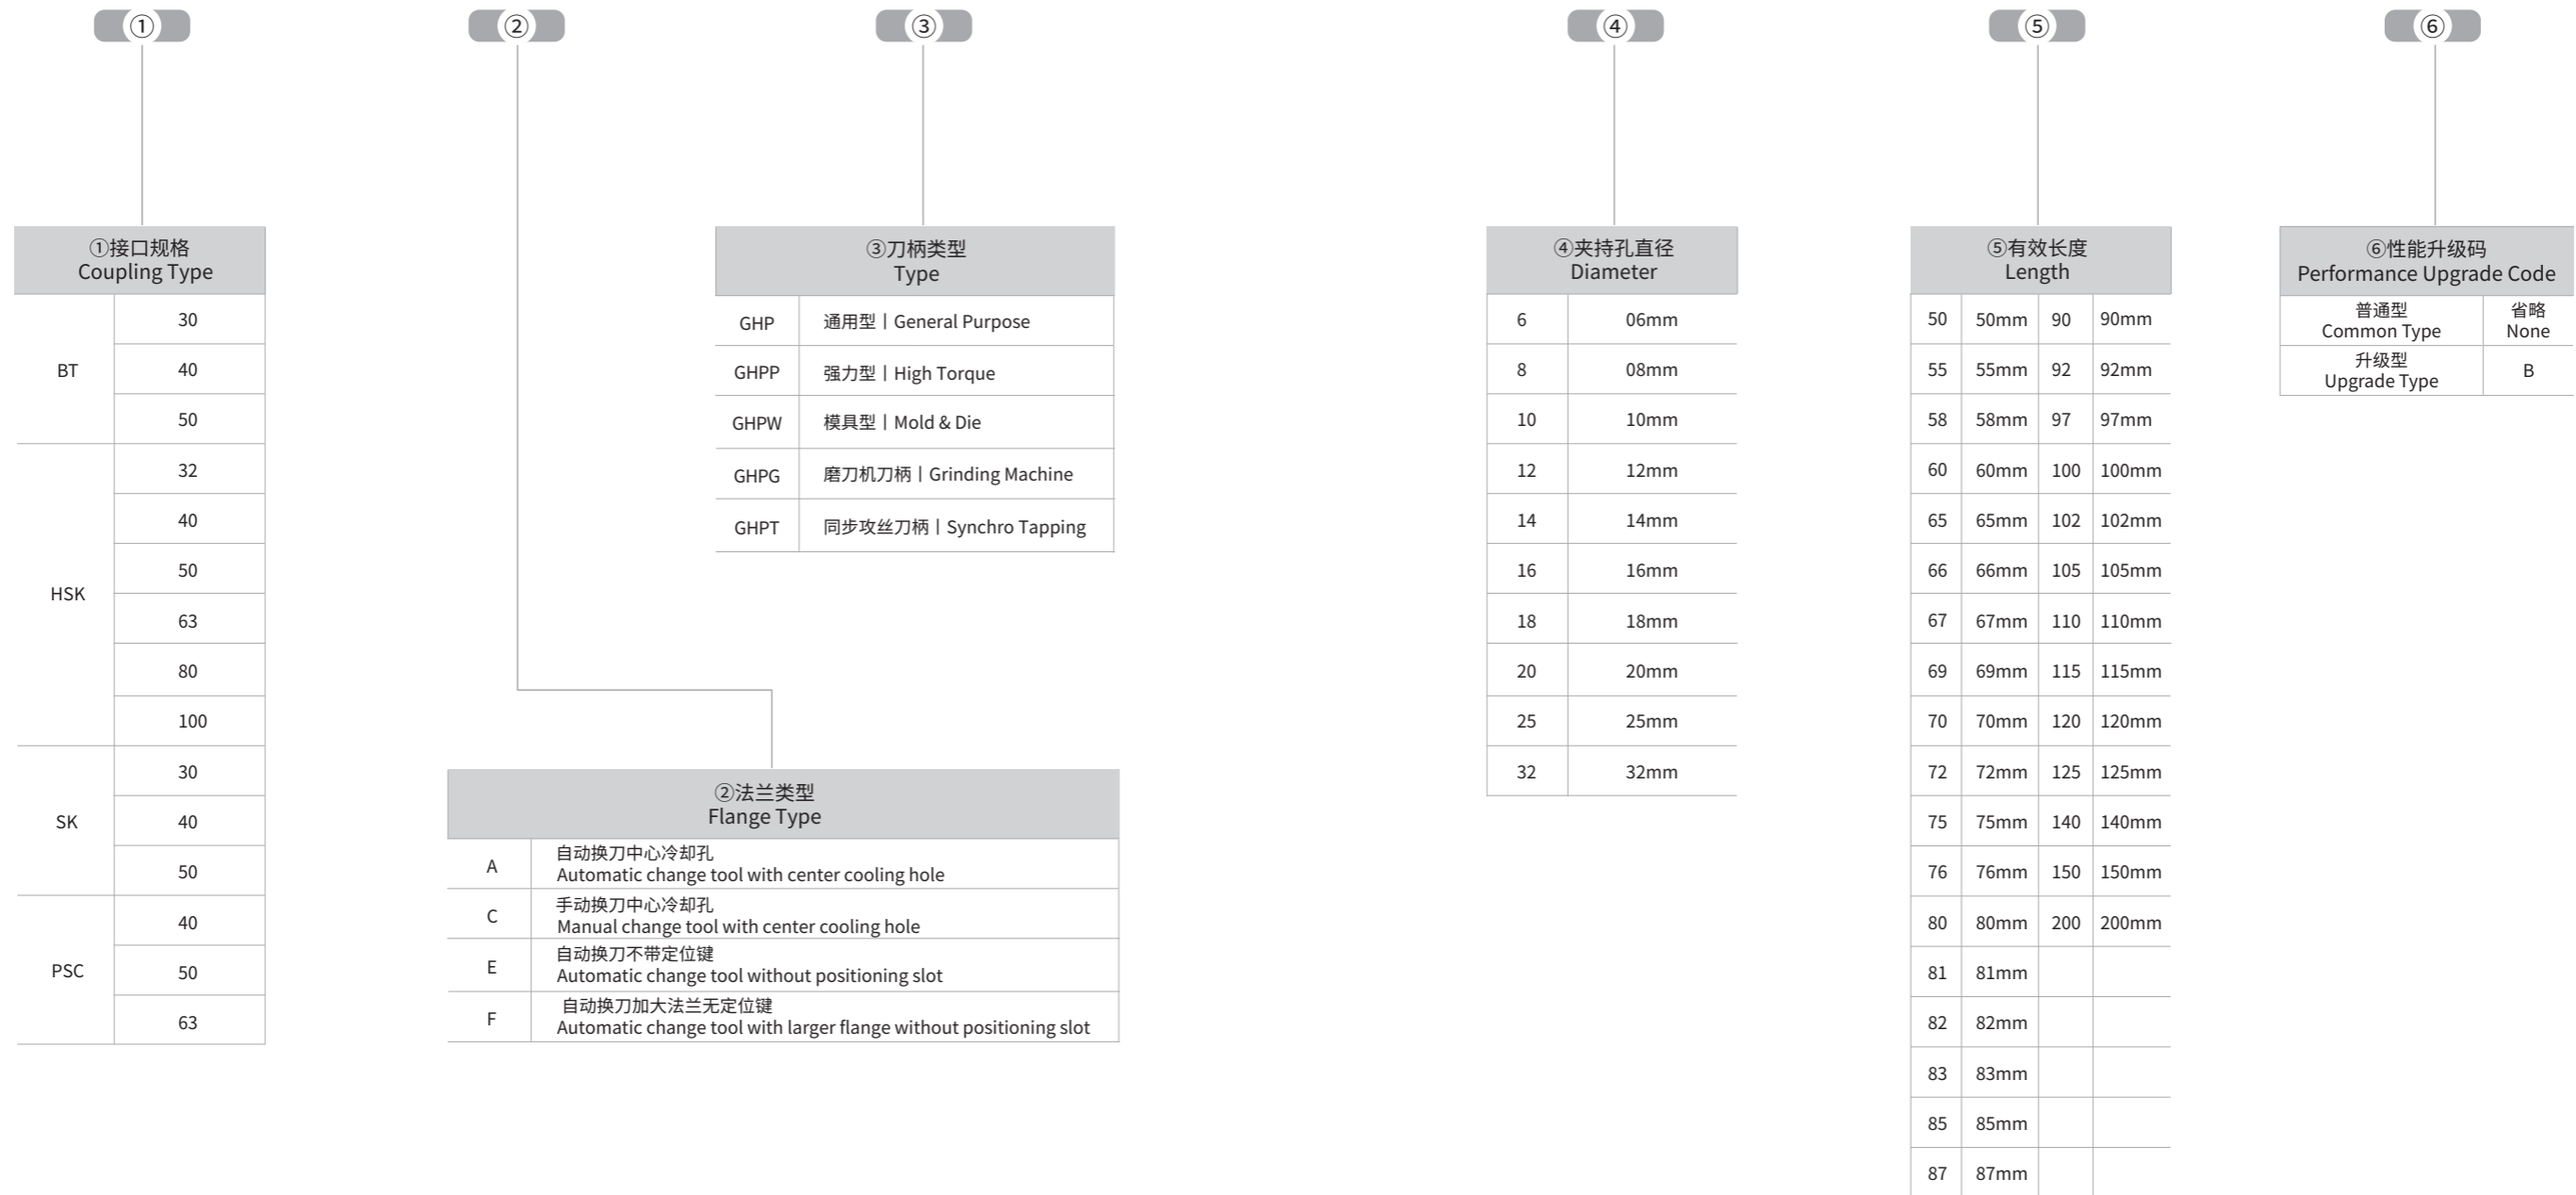 ① ② ③ ④ ⑤ ⑥
①接口规格
Coupling Type
BT
30
40
50
HSK
32
40
50
63
80
100
SK
30
40
50
PSC
40
50
63
②法兰类型
Flange Type
A
自动换刀中心冷却孔
Automatic change tool with center cooling hole
C
手动换刀中心冷却孔
Manual change tool with center cooling hole
E
自动换刀不带定位键
Automatic change tool without positioning slot
F
自动换刀加大法兰无定位键
Automatic change tool with larger flange without positioning slot
③刀柄类型
Type
GHP 通用型丨General Purpose
GHPP 强力型丨High Torque
GHPW 模具型丨Mold & Die
GHPG 磨刀机刀柄丨Grinding Machine
GHPT 同步攻丝刀柄丨Synchro Tapping
④夹持孔直径
Diameter
6 06mm
8 08mm
10 10mm
12 12mm
14 14mm
16 16mm
18 18mm
20 20mm
25 25mm
32 32mm
⑤有效长度
Length
50 50mm 90 90mm
55 55mm 92 92mm
58 58mm 97 97mm
60 60mm 100 100mm
65 65mm 102 102mm
66 66mm 105 105mm
67 67mm 110 110mm
69 69mm 115 115mm
70 70mm 120 120mm
72 72mm 125 125mm
75 75mm 140 140mm
76 76mm 150 150mm
80 80mm 200 200mm
81 81mm
82 82mm
83 83mm
85 85mm
87 87mm
⑥性能升级码
Performance Upgrade Code
普通型 省略
Common Type None
升级型
Upgrade Type B